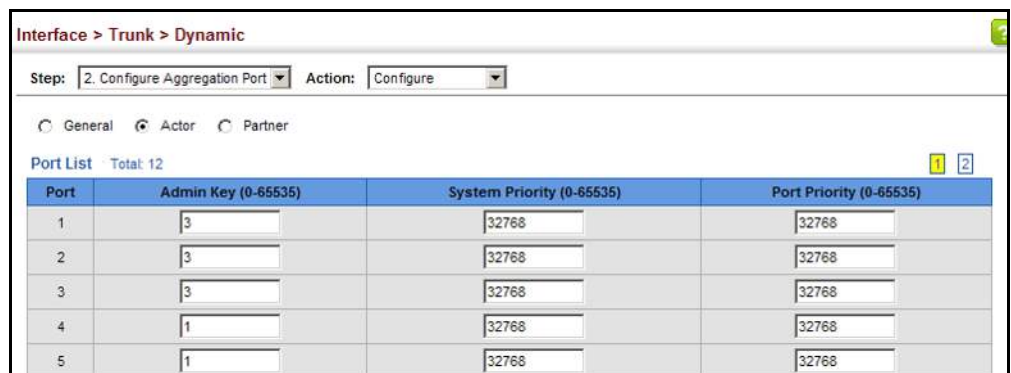 Interface > Trunk > Dynamic
?
Step: 2. Configure Aggregation Port Action: Configure
General Actor Partner
Port List Total: 12 1 2
Port Admin Key (0-65535) System Priority (0-65535) Port Priority (0-65535)
1 3 32768 32768
2 3 32768 32768
3 3 32768 32768
4 1 32768 32768
5 1 32768 32768